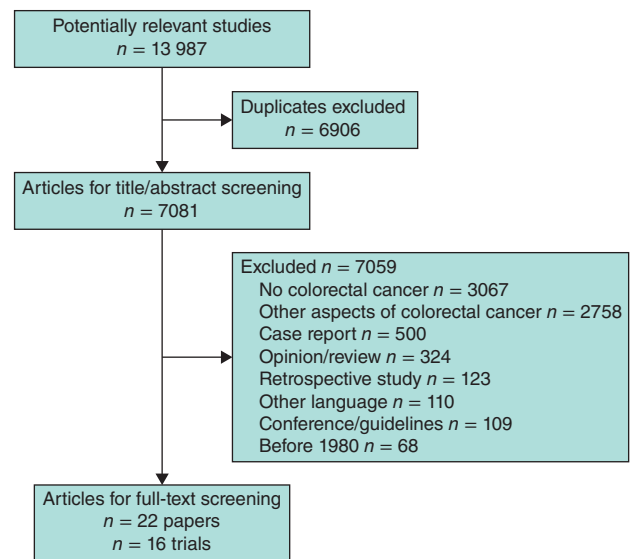 Potentially relevant studies
n = 13 987
Duplicates excluded
n = 6906
Articles for title/abstract screening
n = 7081
Excluded n = 7059
No colorectal cancer n = 3067
Other aspects of colorectal cancer n = 2758
Case report n = 500
Opinion/review n = 324
Retrospective study n = 123
Other language n = 110
Conference/guidelines n = 109
Before 1980 n = 68
Articles for full-text screening
n = 22 papers
n = 16 trials